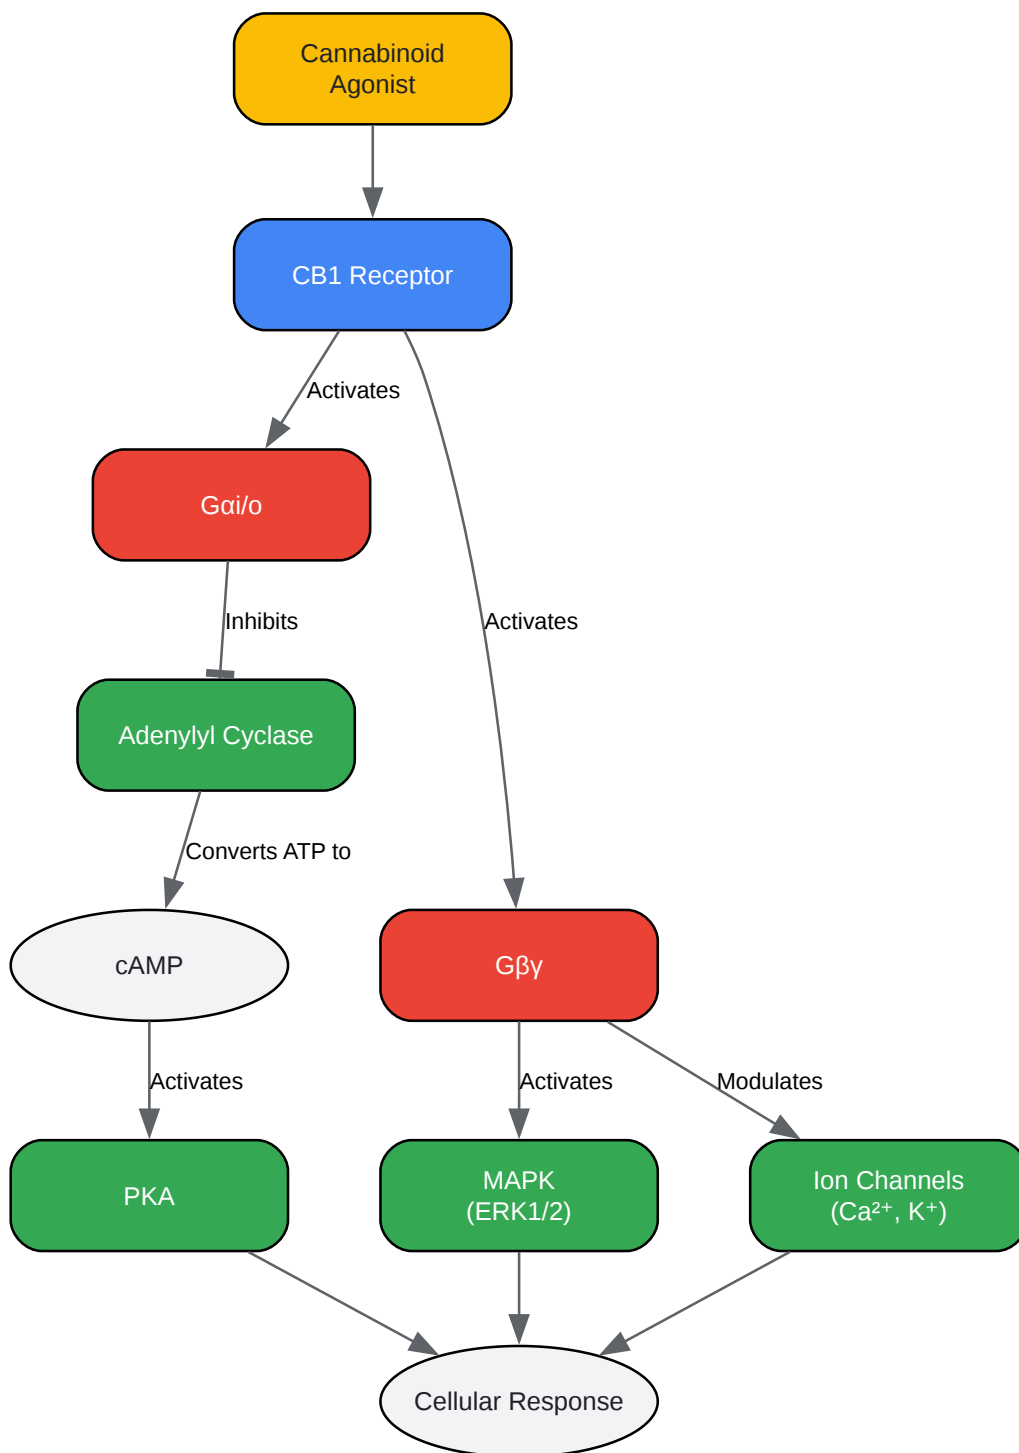 Cannabinoid
Agonist
CB1 Receptor
Activates
Gαi/o
Inhibits
Activates
Adenylyl Cyclase
Converts ATP to
cAMP
Gβγ
Activates
Activates
Modulates
PKA
MAPK
(ERK1/2)
Ion Channels
(Ca²⁺, K⁺)
Cellular Response